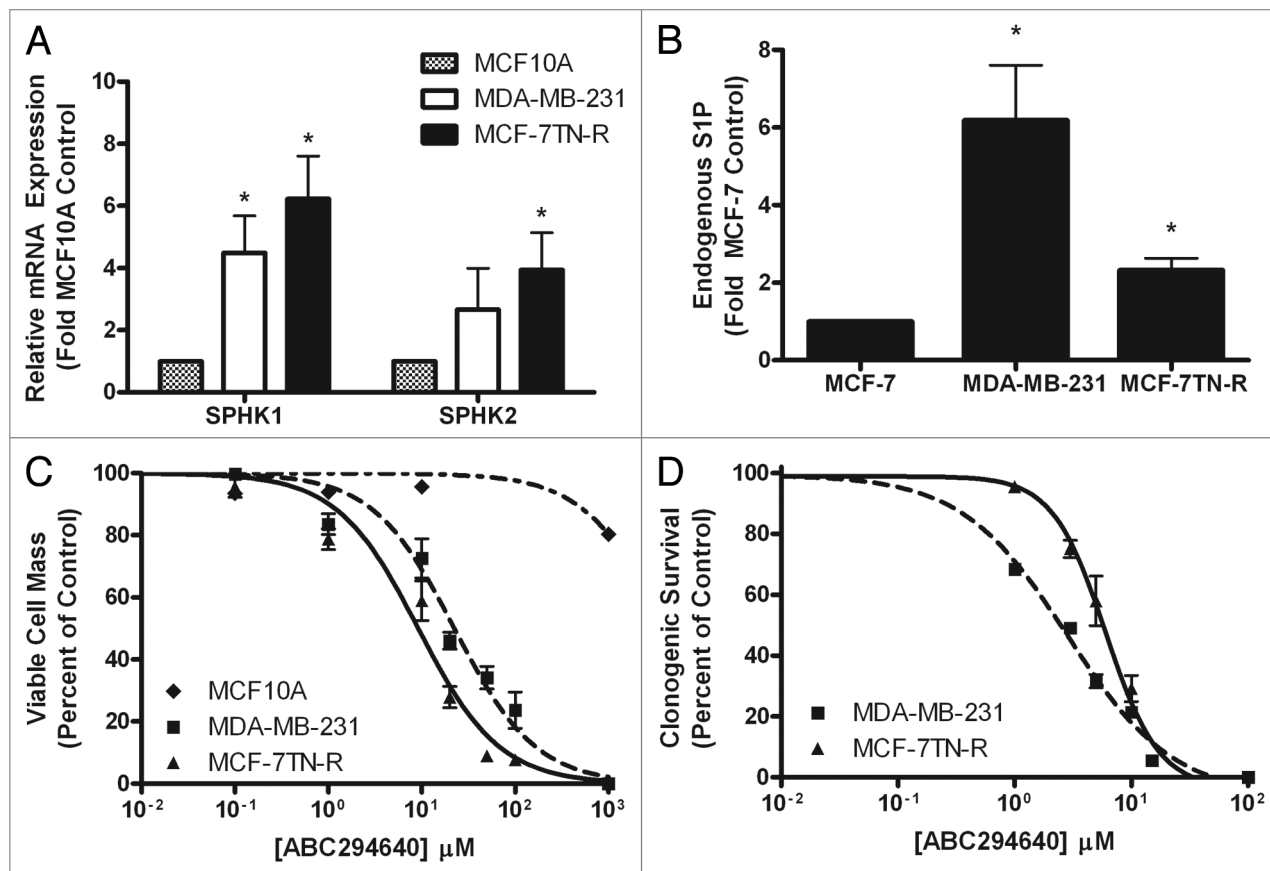 A
Relative mRNA Expression
(Fold MCF10A Control)
10
8
6
4
2
0
MCF10A
MDA-MB-231
MCF-7TN-R
*
*
*
SPHK1
SPHK2
B
Endogenous S1P
(Fold MCF-7 Control)
8
6
4
2
0
*
*
MCF-7
MDA-MB-231
MCF-7TN-R
C
Viable Cell Mass
(Percent of Control)
100
80
60
40
20
0
MCF10A
MDA-MB-231
MCF-7TN-R
10⁻²
10⁻¹
10⁰
10¹
10²
10³
[ABC294640] μM
D
Clonogenic Survival
(Percent of Control)
100
80
60
40
20
0
MDA-MB-231
MCF-7TN-R
10⁻²
10⁻¹
10⁰
10¹
10²
[ABC294640] μM